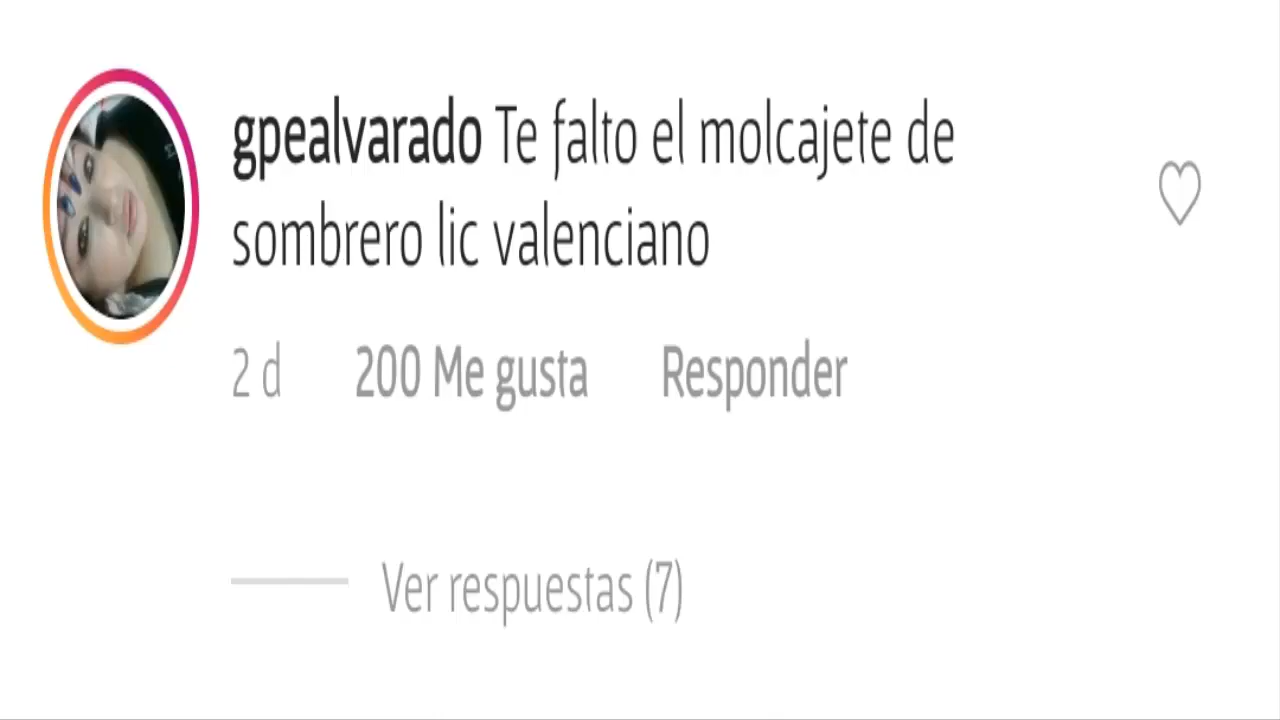 gpealvarado Te falto el molcajete de
sombrero lic valenciano
2 d 200 Me gusta Responder
Ver respuestas (7)